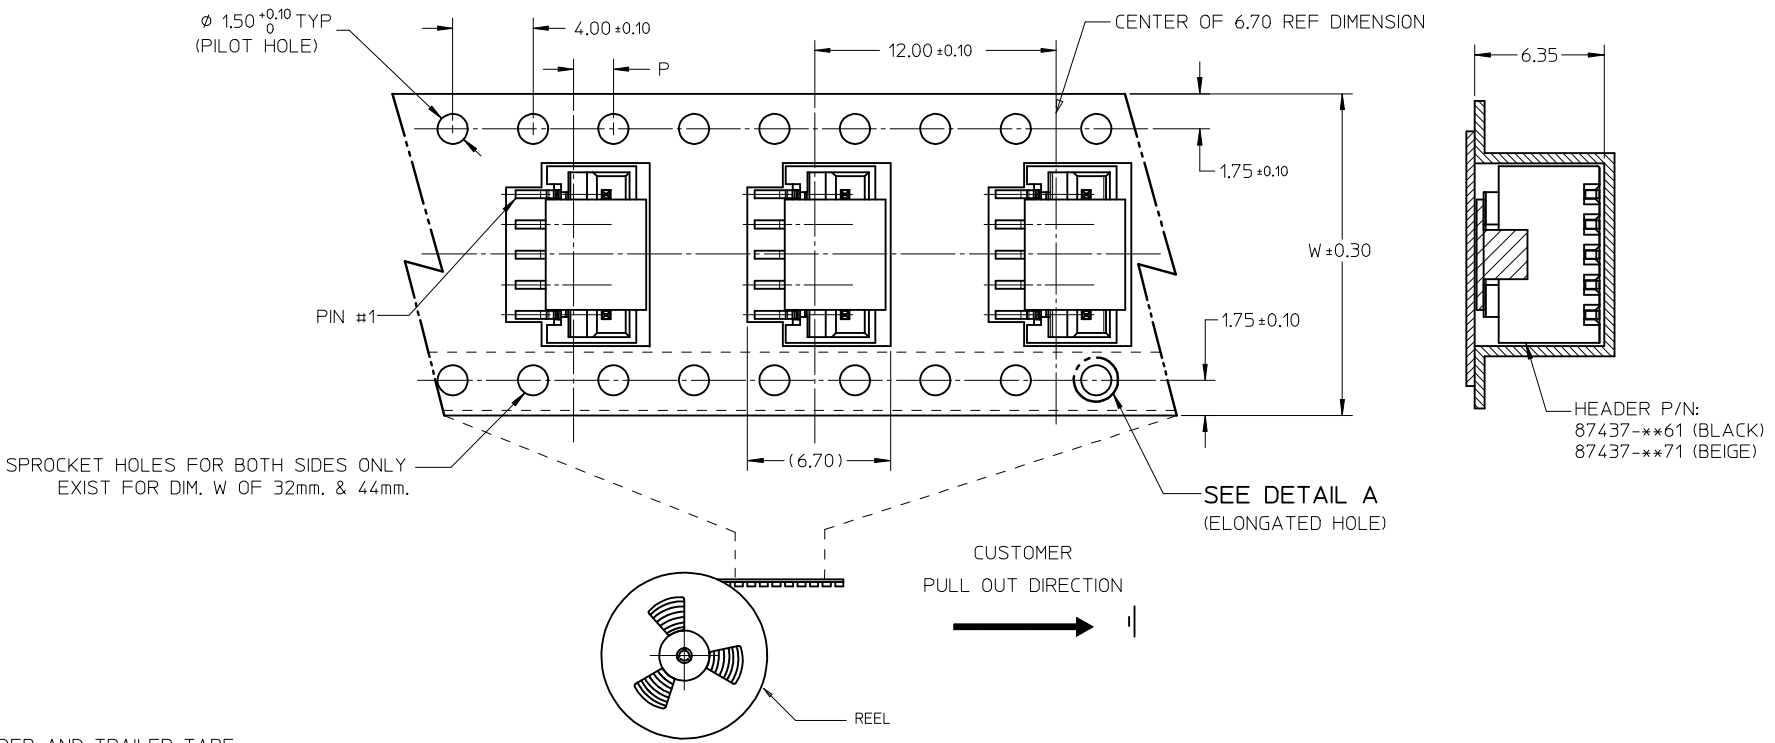 Ø 1.50 +0.10 0 TYP
(PILOT HOLE)
4.00 ±0.10
P
12.00 ±0.10
CENTER OF 6.70 REF DIMENSION
6.35
1.75 ±0.10
W ±0.30
PIN #1
1.75 ±0.10
(6.70)
HEADER P/N:
87437-**61 (BLACK)
87437-**71 (BEIGE)
SPROCKET HOLES FOR BOTH SIDES ONLY
EXIST FOR DIM. W OF 32mm. & 44mm.
SEE DETAIL A
(ELONGATED HOLE)
CUSTOMER
PULL OUT DIRECTION
REEL
AND TRAILER TAPE